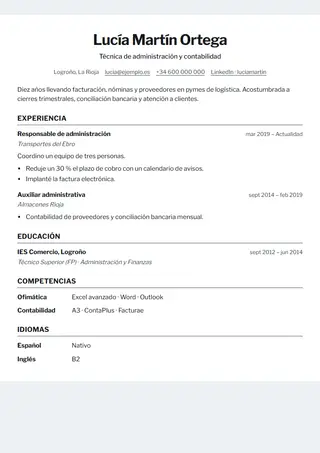 Lucía Martín Ortega
Técnica de administración y contabilidad
Logroño, La Rioja lucia@ejemplo.es +34 600 000 000 LinkedIn · luciamartin
Diez años llevando facturación, nóminas y proveedores en pymes de logística. Acostumbrada a
cierres trimestrales, conciliación bancaria y atención a clientes.
EXPERIENCIA
Responsable de administración mar 2019 – Actualidad
Transportes del Ebro
Coordino un equipo de tres personas.
• Reduje un 30 % el plazo de cobro con un calendario de avisos.
• Implanté la factura electrónica.
Auxiliar administrativa sept 2014 – feb 2019
Almacenes Rioja
• Contabilidad de proveedores y conciliación bancaria mensual.
EDUCACIÓN
IES Comercio, Logroño sept 2012 – jun 2014
Técnico Superior (FP) · Administración y Finanzas
COMPETENCIAS
Ofimática Excel avanzado · Word · Outlook
Contabilidad A3 · ContaPlus · Facturae
IDIOMAS
Español Nativo
Inglés B2